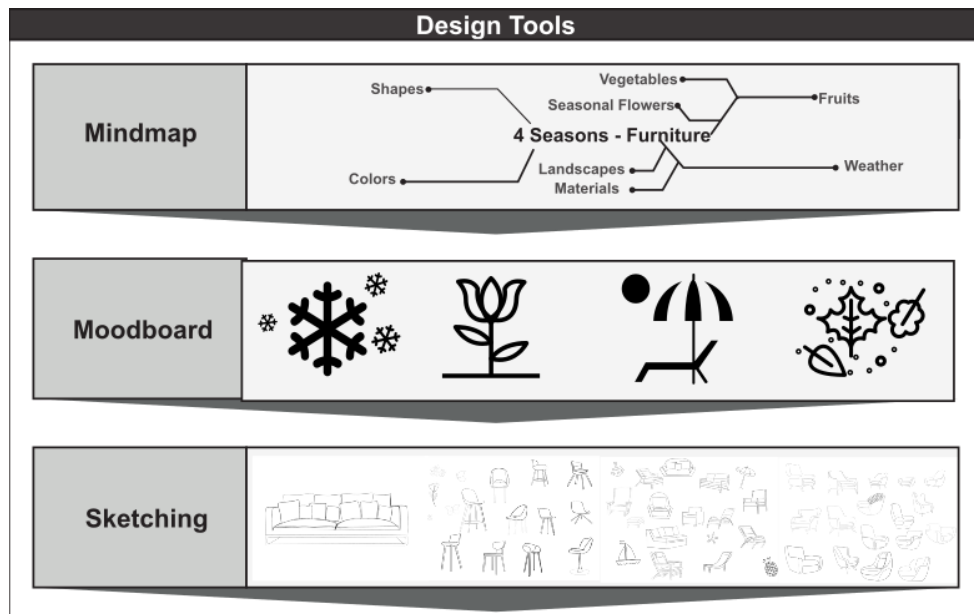 Design Tools
Mindmap
Shapes
Vegetables
Fruits
Seasonal Flowers
4 Seasons - Furniture
Landscapes
Weather
Colors
Materials
Moodboard
Sketching